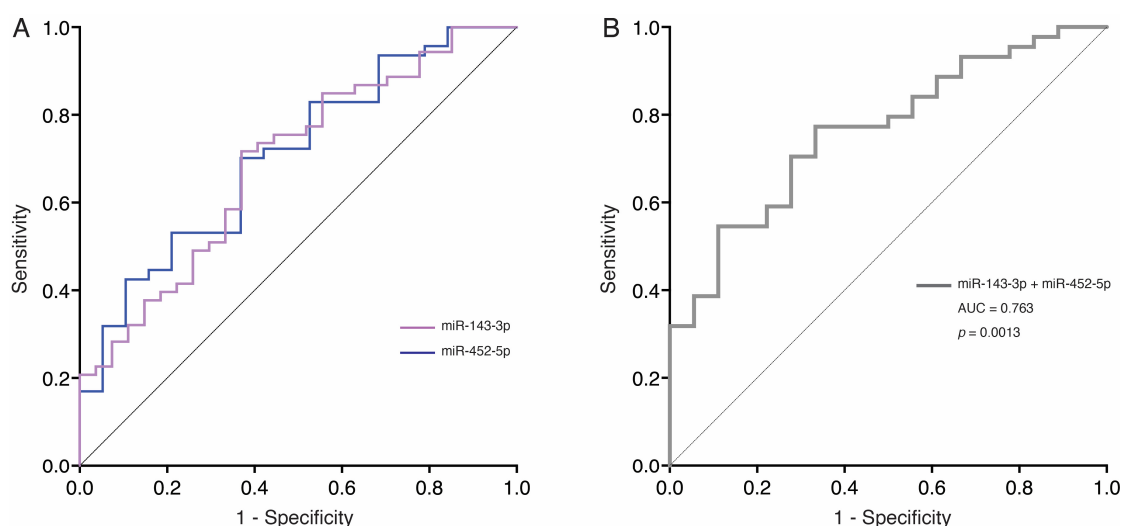 A
1.0
0.8
0.6
0.4
0.2
0.0
Sensitivity
0.0 0.2 0.4 0.6 0.8 1.0
1 - Specificity
miR-143-3p
miR-452-5p
B
1.0
0.8
0.6
0.4
0.2
0.0
Sensitivity
0.0 0.2 0.4 0.6 0.8 1.0
1 - Specificity
miR-143-3p + miR-452-5p
AUC = 0.763
p = 0.0013